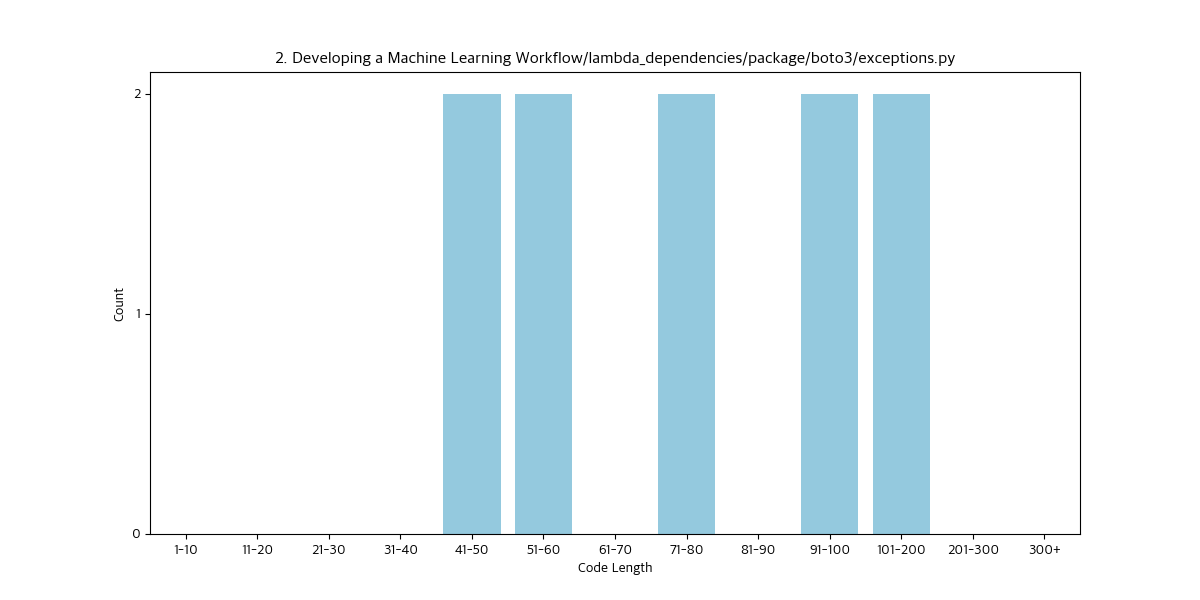 2. Developing a Machine Learning Workflow/lambda_dependencies/package/boto3/exceptions.py
2
1
0
Count
1-10 11-20 21-30 31-40 41-50 51-60 61-70 71-80 81-90 91-100 101-200 201-300 300+
Code Length